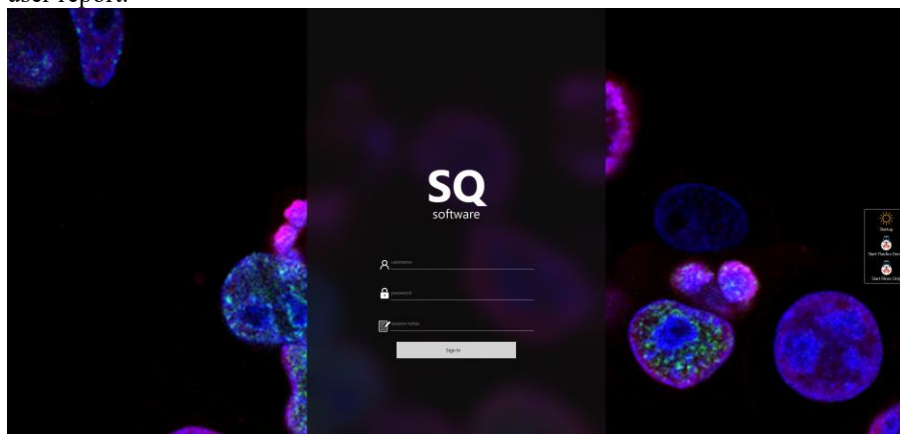 user report.
SQ
software
username
password
session notes
Sign In
Startup